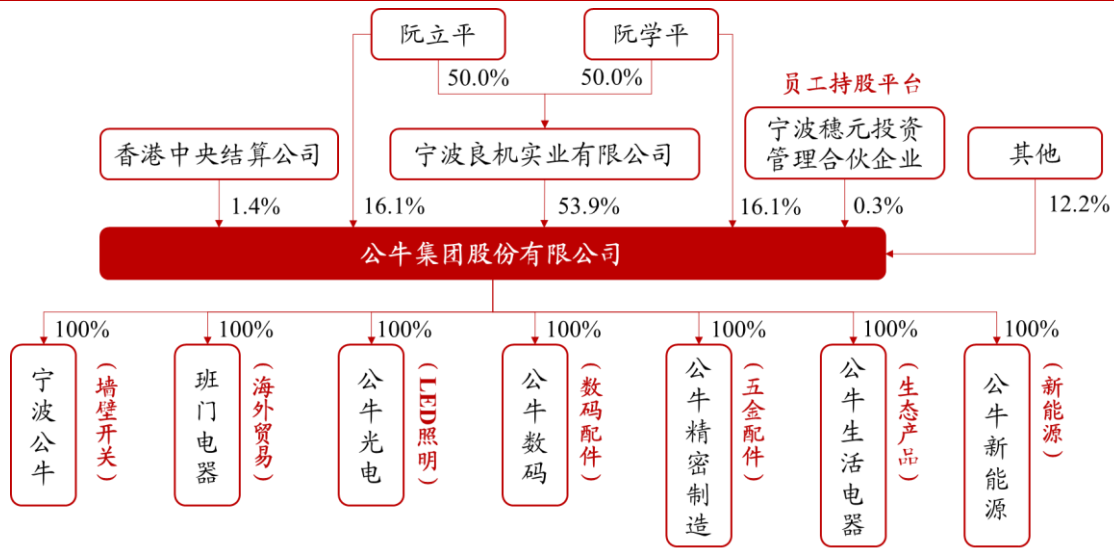 阮立平
阮学平
50.0%
50.0%
员工持股平台
香港中央结算公司
宁波良机实业有限公司
宁波穗元投资
管理合伙企业
其他
1.4%
16.1%
53.9%
16.1%
0.3%
12.2%
公牛集团股份有限公司
100%
100%
100%
100%
100%
100%
100%
宁波公牛
（墙壁开关）
班门电器
（海外贸易）
公牛光电
（LED照明）
公牛数码
（数码配件）
公牛精密制造
（五金配件）
公牛生活电器
（生态产品）
公牛新能源
（新能源）